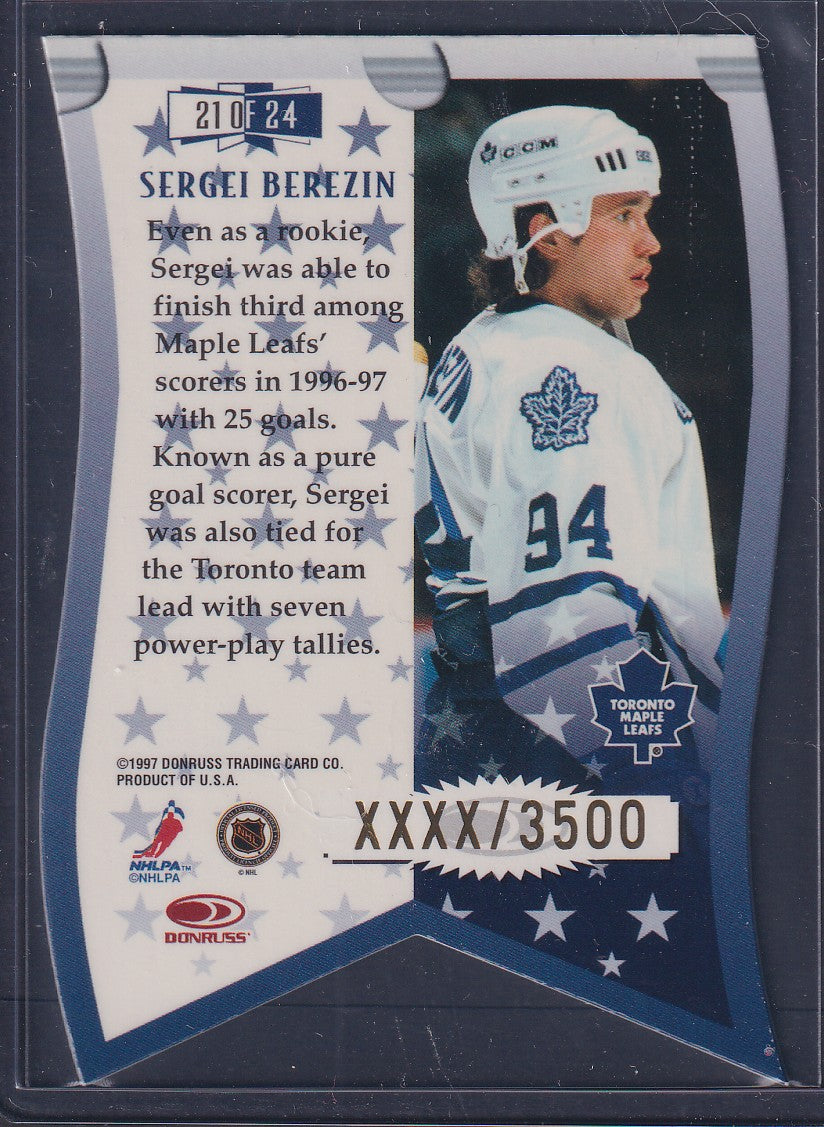 21 OF 24
SERGEI BEREZIN
Even as a rookie,
Sergei was able to
finish third among
Maple Leafs'
scorers in 1996-97
with 25 goals.
Known as a pure
goal scorer, Sergei
was also tied for
the Toronto team
lead with seven
power-play tallies.
©1997 DONRUSS TRADING CARD CO.
PRODUCT OF U.S.A.
NHLPA™
©NHLPA
NHL
© NHL
DONRUSS
XXXX/3500
CCM
94
TORONTO
MAPLE
LEAFS
®